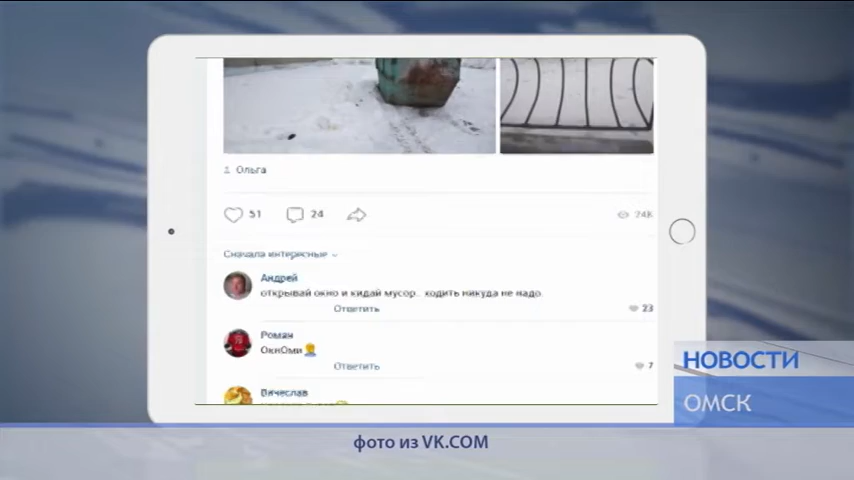 Ольга
51 24 24K
Сначала интересные
Андрей
открывай окно и кидай мусор. ходить никуда не надо.
Ответить 23
Роман
ОкнОми
Ответить 7
Вячеслав
НОВОСТИ
ОМСК
фото из VK.COM